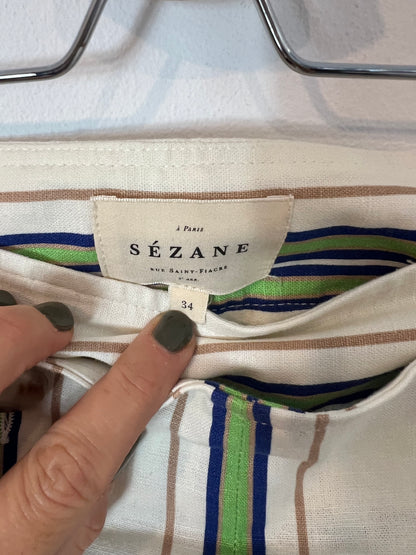 à Paris
SÉZANE
RUE SAINT-FIACRE
2e ARR.
34